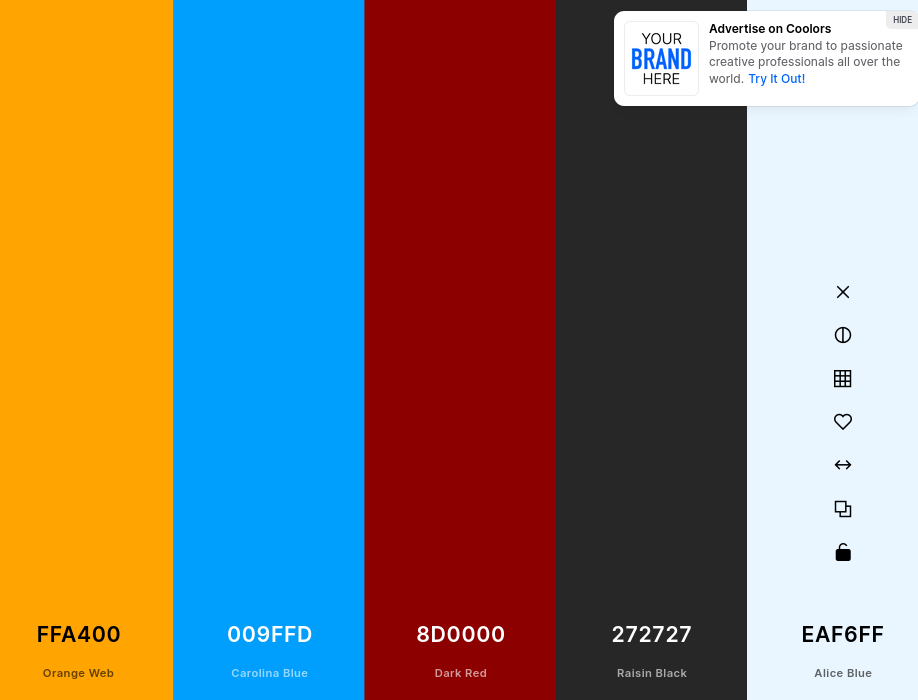 HIDE
YOUR
BRAND
HERE
Advertise on Coolors
Promote your brand to passionate
creative professionals all over the
world. Try It Out!
FFA400
009FFD
8D0000
272727
EAF6FF
Orange Web
Carolina Blue
Dark Red
Raisin Black
Alice Blue